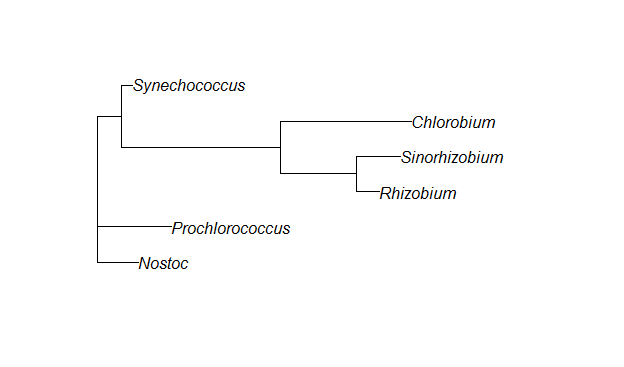 Synechococcus
Chlorobium
Sinorhizobium
Rhizobium
Prochlorococcus
Nostoc